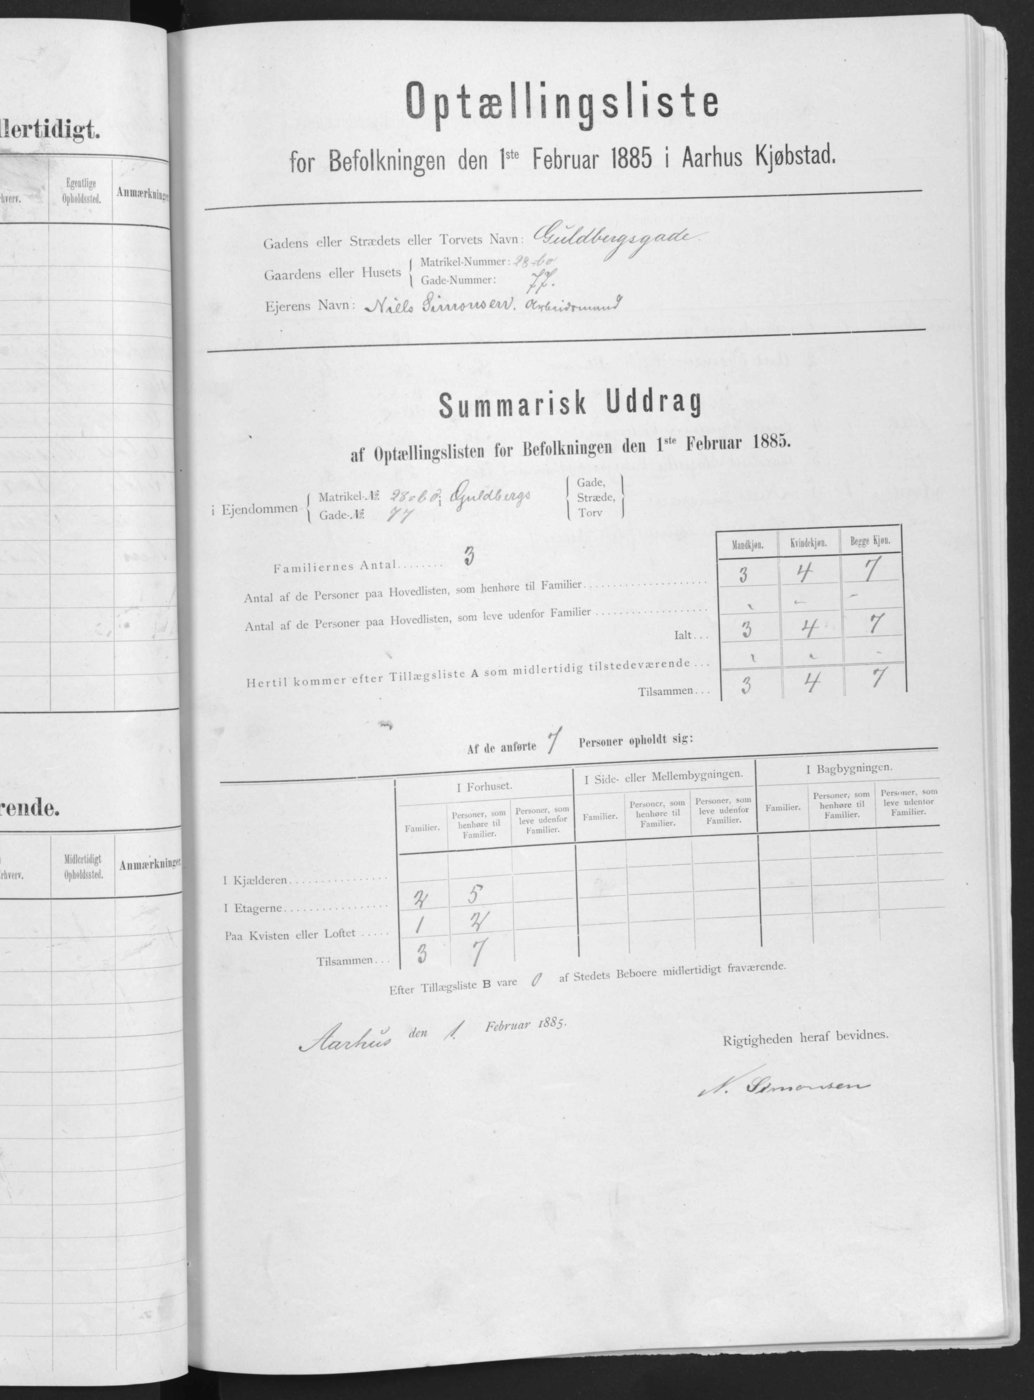 llertidigt.
hverv.
Egentlige
Opholdssted.
Anmærkninger
rende.
hverv.
Midlertidigt
Opholdssted.
Anmærkninger
Optællingsliste
for Befolkningen den 1ste Februar 1885 i Aarhus Kjøbstad.
Gadens eller Strædets eller Torvets Navn: Guldbergsgade
Gaardens eller Husets
Matrikel-Nummer:
Gade-Nummer: 77.
Ejerens Navn: Niels Simonsen. Arbeidsmand
Summarisk Uddrag
af Optællingslisten for Befolkningen den 1ste Februar 1885.
i Ejendommen
Matrikel-№
Gade-№ 77
i Guldbergs
Gade,
Stræde,
Torv
Mandkjøn. Kvindekjøn. Begge Kjøn.
Familiernes Antal........ 3
Antal af de Personer paa Hovedlisten, som henhøre til Familier.................... 3 4 7
Antal af de Personer paa Hovedlisten, som leve udenfor Familier.................. „ – –
Ialt... 3 4 7
Hertil kommer efter Tillægsliste A som midlertidig tilstedeværende...
Tilsammen... 3 4 7
Af de anførte 7 Personer opholdt sig:
I Forhuset. I Side- eller Mellembygningen. I Bagbygningen.
Familier. Personer, som henhøre til Familier. Personer, som leve udenfor Familier. Familier. Personer, som henhøre til Familier. Personer, som leve udenfor Familier. Familier. Personer, som henhøre til Familier. Personer, som leve udenfor Familier.
I Kjælderen................
I Etagerne................. 2 5
Paa Kvisten eller Loftet..... 1 2
Tilsammen... 3 7
Efter Tillægsliste B vare 0 af Stedets Beboere midlertidigt fraværende.
Aarhus den 1. Februar 1885.
Rigtigheden heraf bevidnes.
N. Simonsen